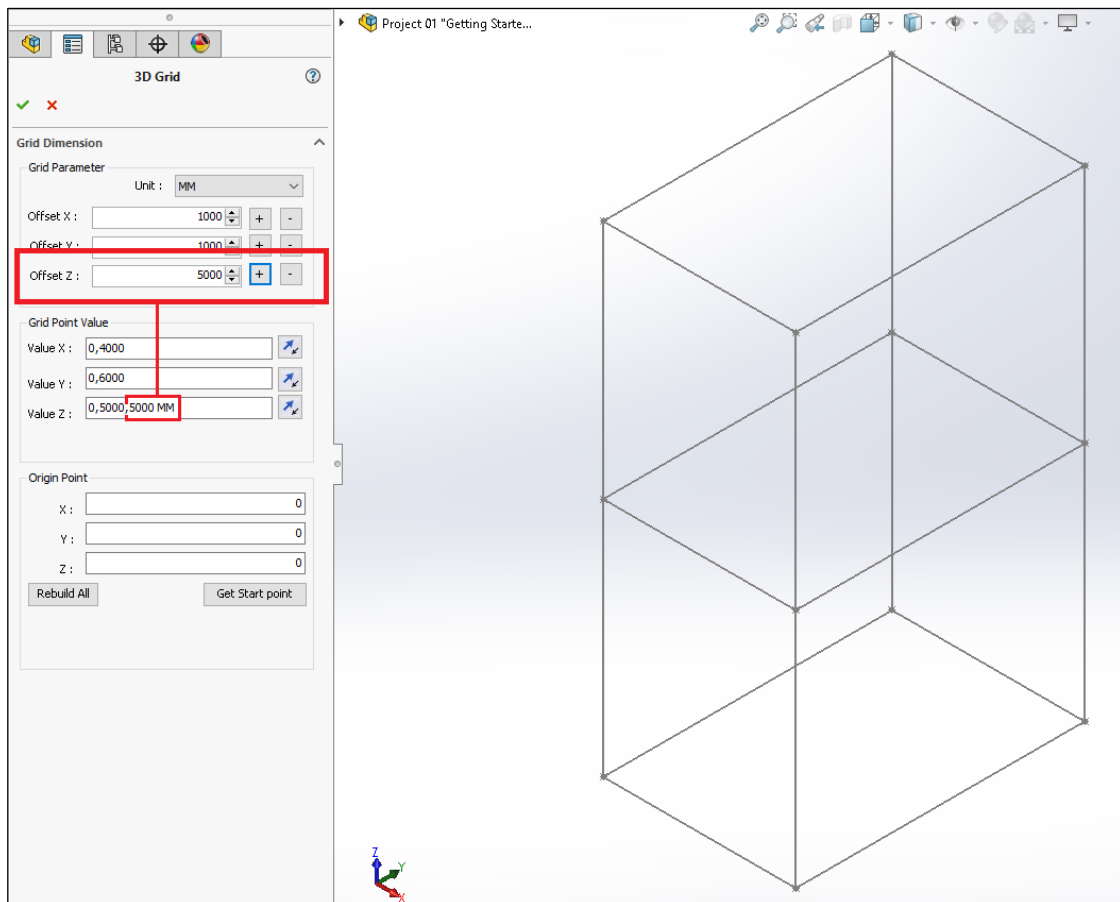 Project 01 "Getting Starte...
3D Grid
Grid Dimension
Grid Parameter
Unit : MM
Offset X : 1000 + -
Offset Y : 1000 + -
Offset Z : 5000 + -
Grid Point Value
Value X : 0,4000
Value Y : 0,6000
Value Z : 0,5000,5000 MM
Origin Point
X : 0
Y : 0
Z : 0
Rebuild All Get Start point
Z
Y
X